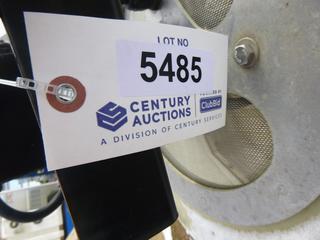 LOT NO
5485
CENTURY
AUCTIONS
ClubBid
A DIVISION OF CENTURY SERVICES